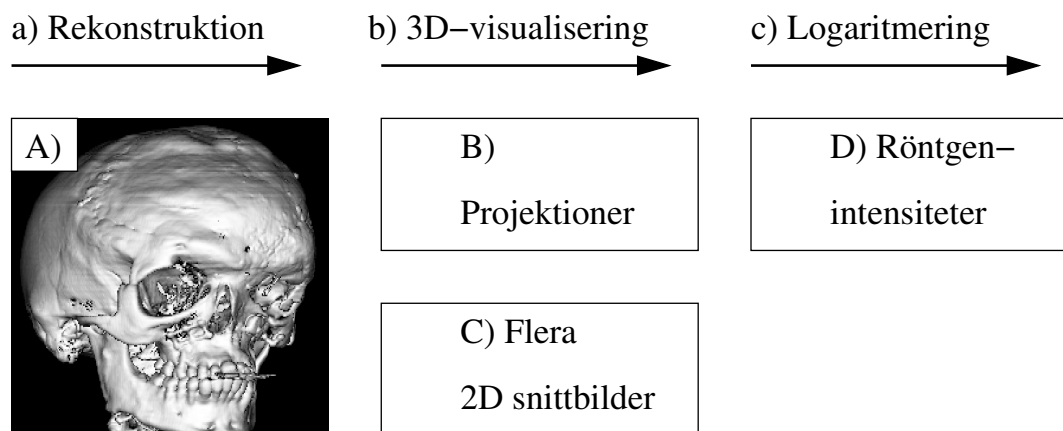 a) Rekonstruktion
b) 3D−visualisering
c) Logaritmering
A)
B)
Projektioner
D) Röntgen−
intensiteter
C) Flera
2D snittbilder